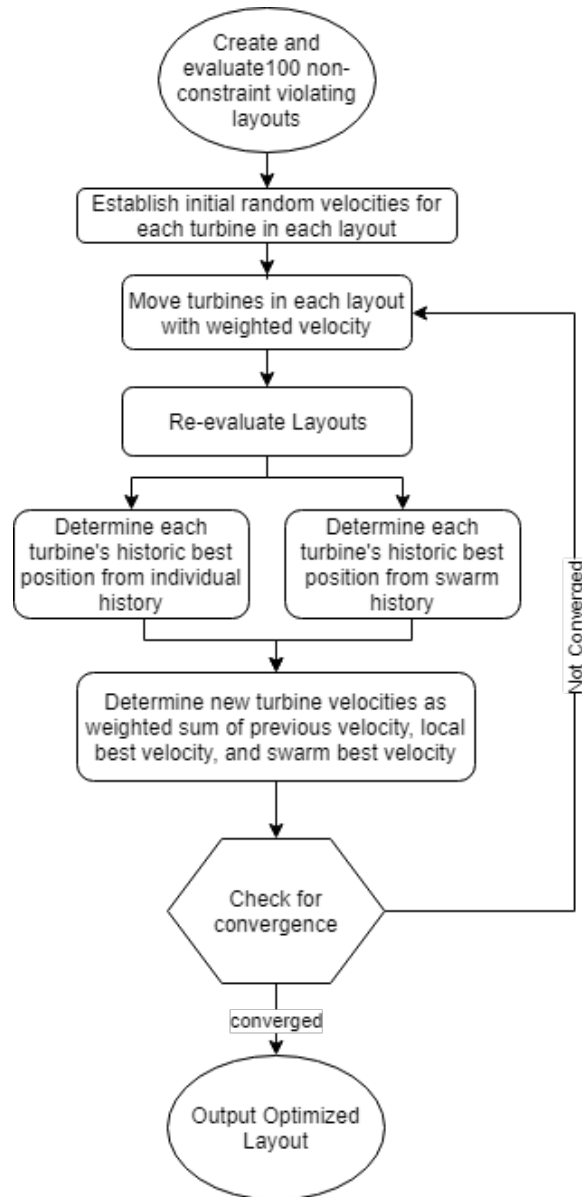 Create and
evaluate100 non-
constraint violating
layouts
Establish initial random velocities for
each turbine in each layout
Move turbines in each layout
with weighted velocity
Re-evaluate Layouts
Determine each
turbine's historic best
position from individual
history
Determine each
turbine's historic best
position from swarm
history
Determine new turbine velocities as
weighted sum of previous velocity, local
best velocity, and swarm best velocity
Check for
convergence
Not Converged
converged
Output Optimized
Layout